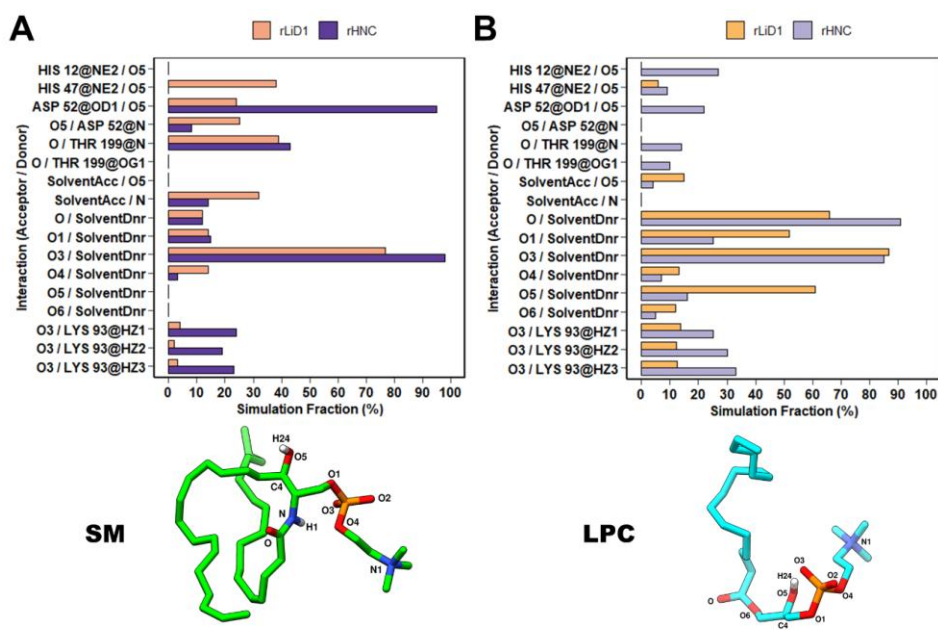 A
rLiD1 rHNC
Interaction (Acceptor / Donor)
HIS 12@NE2 / O5
HIS 47@NE2 / O5
ASP 52@OD1 / O5
O5 / ASP 52@N
O / THR 199@N
O / THR 199@OG1
SolventAcc / O5
SolventAcc / N
O / SolventDnr
O1 / SolventDnr
O3 / SolventDnr
O4 / SolventDnr
O5 / SolventDnr
O6 / SolventDnr
O3 / LYS 93@HZ1
O3 / LYS 93@HZ2
O3 / LYS 93@HZ3
0 10 20 30 40 50 60 70 80 90 100
Simulation Fraction (%)
B
rLiD1 rHNC
Interaction (Acceptor / Donor)
HIS 12@NE2 / O5
HIS 47@NE2 / O5
ASP 52@OD1 / O5
O5 / ASP 52@N
O / THR 199@N
O / THR 199@OG1
SolventAcc / O5
SolventAcc / N
O / SolventDnr
O1 / SolventDnr
O3 / SolventDnr
O4 / SolventDnr
O5 / SolventDnr
O6 / SolventDnr
O3 / LYS 93@HZ1
O3 / LYS 93@HZ2
O3 / LYS 93@HZ3
0 10 20 30 40 50 60 70 80 90 100
Simulation Fraction (%)
SM
H24
O5
C4
O1
O2
O3
N
H1
O4
O
N1
LPC
N1
O3
H24
O2
O5
O4
O
O6
C4
O1